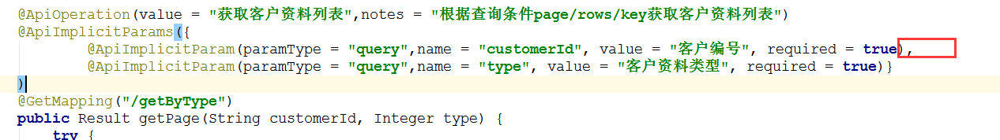 @ApiOperation(value = "获取客户资料列表",notes = "根据查询条件page/rows/key获取客户资料列表")
@ApiImplicitParams({
        @ApiImplicitParam(paramType = "query",name = "customerId", value = "客户编号", required = true),
        @ApiImplicitParam(paramType = "query",name = "type", value = "客户资料类型", required = true)}
)
@GetMapping("/getByType")
public Result getPage(String customerId, Integer type) {
    try {